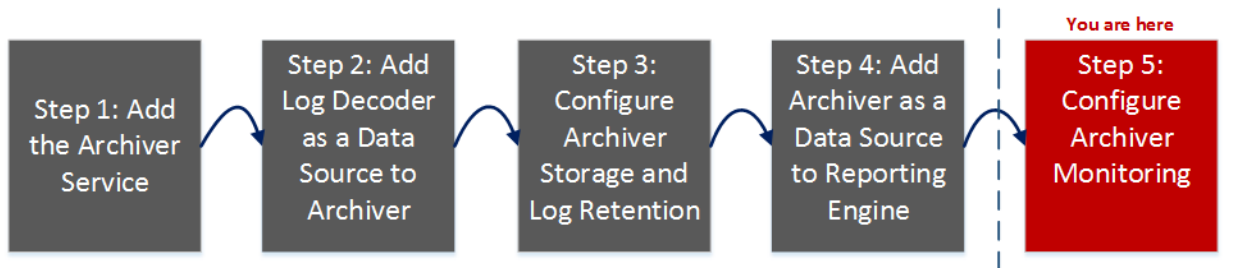 You are here
Step 1: Add
the Archiver
Service
Step 2: Add
Log Decoder
as a Data
Source to
Archiver
Step 3:
Configure
Archiver
Storage and
Log Retention
Step 4: Add
Archiver as a
Data Source
to Reporting
Engine
Step 5:
Configure
Archiver
Monitoring